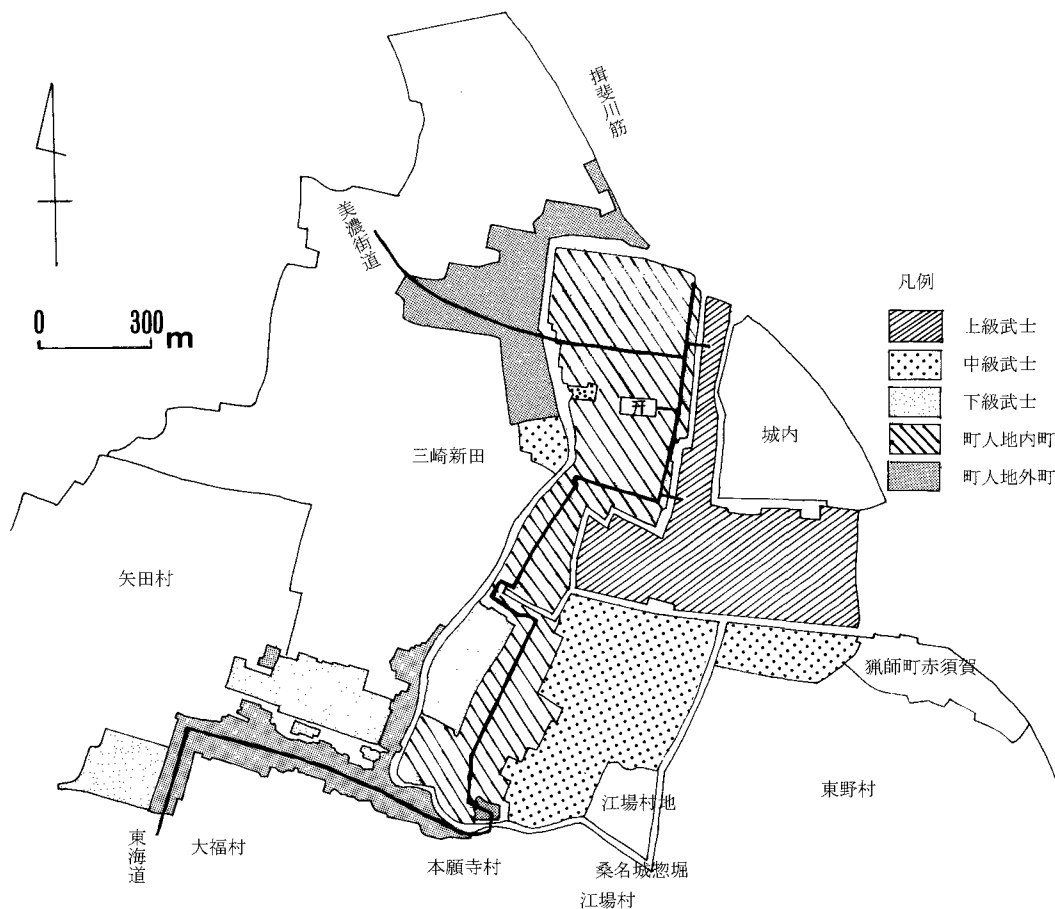 揖斐川筋
美濃街道
0 300m
凡例
上級武士
中級武士
下級武士
町人地内町
町人地外町
城内
三崎新田
矢田村
猟師町赤須賀
東野村
江場村地
東海道
大福村
本願寺村
桑名城惣堀
江場村